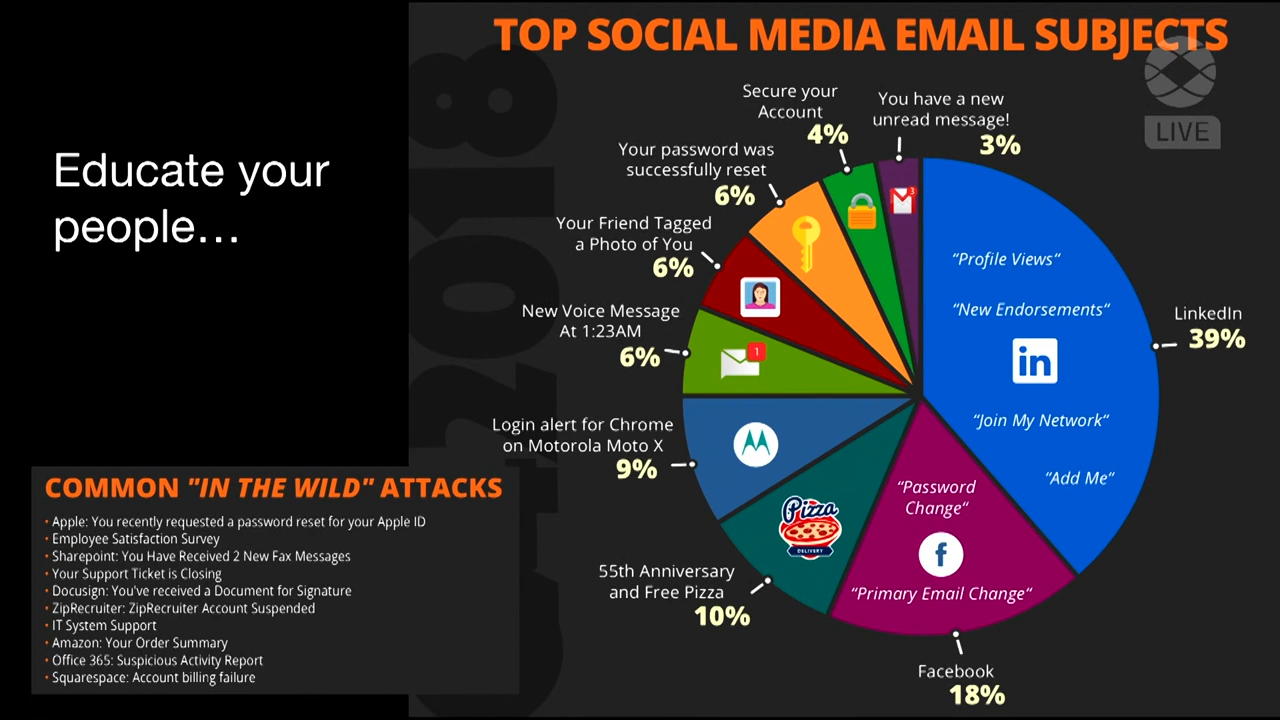 TOP SOCIAL MEDIA EMAIL SUBJECTS
LIVE
Educate your
people…
Secure your
Account
4%
You have a new
unread message!
3%
Your password was
successfully reset
6%
Your Friend Tagged
a Photo of You
6%
New Voice Message
At 1:23AM
6%
Login alert for Chrome
on Motorola Moto X
9%
55th Anniversary
and Free Pizza
10%
Facebook
18%
LinkedIn
39%
3
1
"Profile Views"
"New Endorsements"
in
"Join My Network"
"Add Me"
"Password
Change"
f
"Primary Email Change"
Pizza
DELIVERY
2018
COMMON "IN THE WILD" ATTACKS
• Apple: You recently requested a password reset for your Apple ID
• Employee Satisfaction Survey
• Sharepoint: You Have Received 2 New Fax Messages
• Your Support Ticket is Closing
• Docusign: You've received a Document for Signature
• ZipRecruiter: ZipRecruiter Account Suspended
• IT System Support
• Amazon: Your Order Summary
• Office 365: Suspicious Activity Report
• Squarespace: Account billing failure